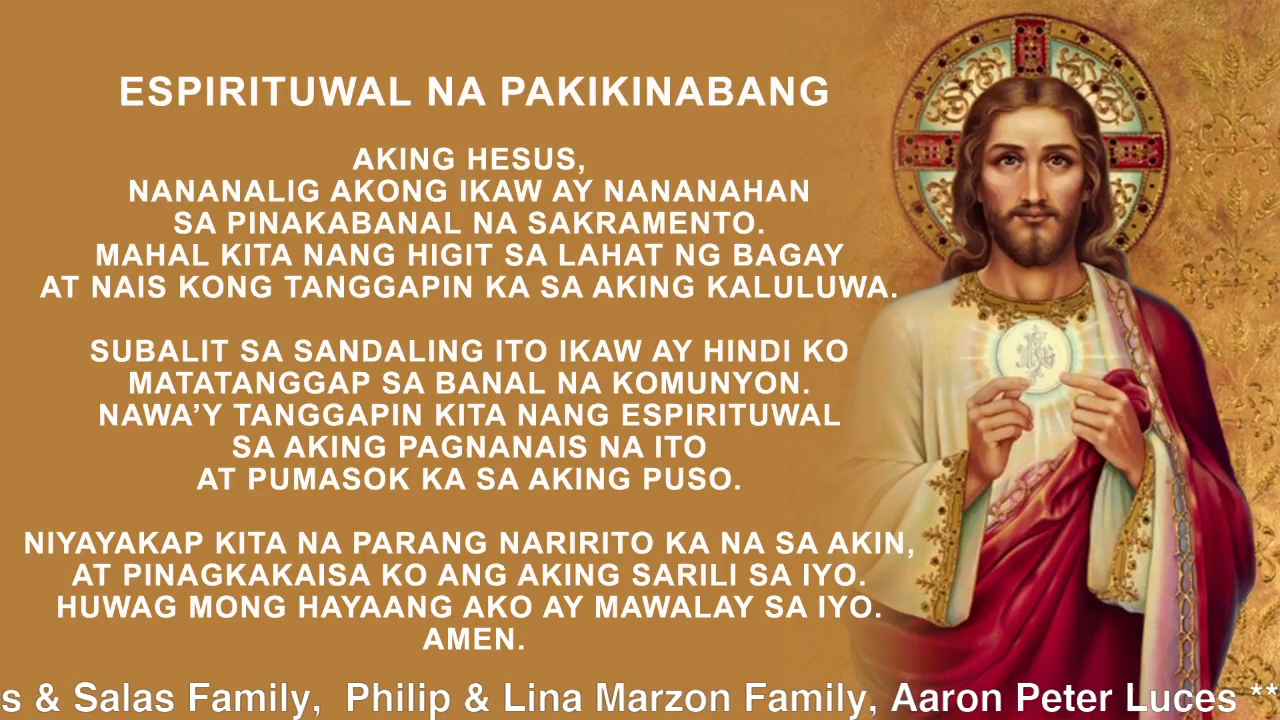 ESPIRITUWAL NA PAKIKINABANG
AKING HESUS,
NANANALIG AKONG IKAW AY NANANAHAN
SA PINAKABANAL NA SAKRAMENTO.
MAHAL KITA NANG HIGIT SA LAHAT NG BAGAY
AT NAIS KONG TANGGAPIN KA SA AKING KALULUWA.
SUBALIT SA SANDALING ITO IKAW AY HINDI KO
MATATANGGAP SA BANAL NA KOMUNYON.
NAWA’Y TANGGAPIN KITA NANG ESPIRITUWAL
SA AKING PAGNANAIS NA ITO
AT PUMASOK KA SA AKING PUSO.
NIYAYAKAP KITA NA PARANG NARIRITO KA NA SA AKIN,
AT PINAGKAKAISA KO ANG AKING SARILI SA IYO.
HUWAG MONG HAYAANG AKO AY MAWALAY SA IYO.
AMEN.
s & Salas Family, Philip & Lina Marzon Family, Aaron Peter Luces **